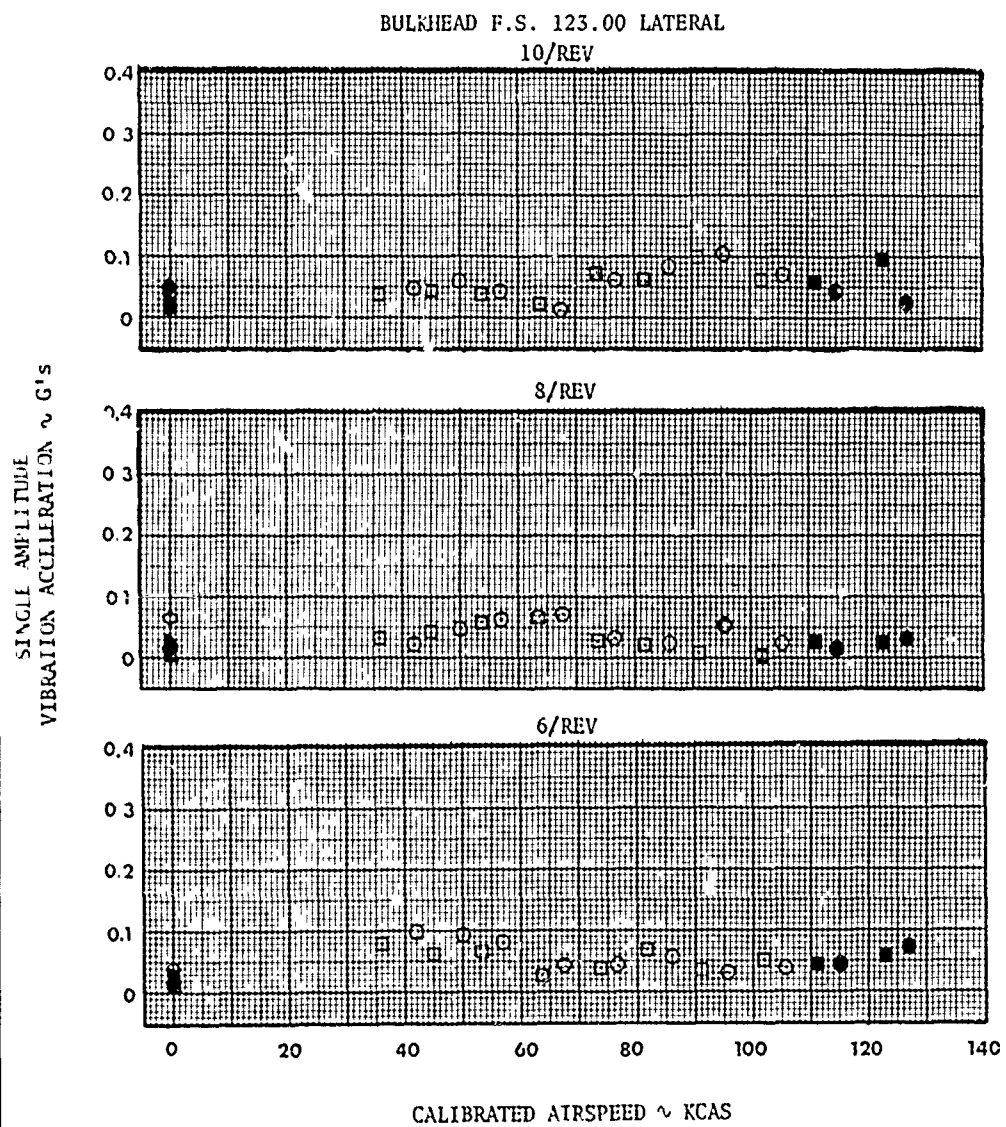 BULKHEAD F.S. 123.00 LATERAL
10/REV
0.4
0 3
0.2
0.1
0
8/REV
0.4
0 3
0.2
0 1
0
6/REV
0.4
0 3
0.2
0.1
0
0 20 40 60 80 100 120 140
SINGLE AMPLITUDE
VIBRATION ACCELERATION ~ G's
CALIBRATED AIRSPEED ~ KCAS